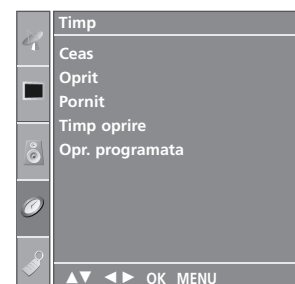 Timp
Ceas
Oprit
Pornit
Timp oprire
Opr. programata
▲▼ ◄► OK MENU